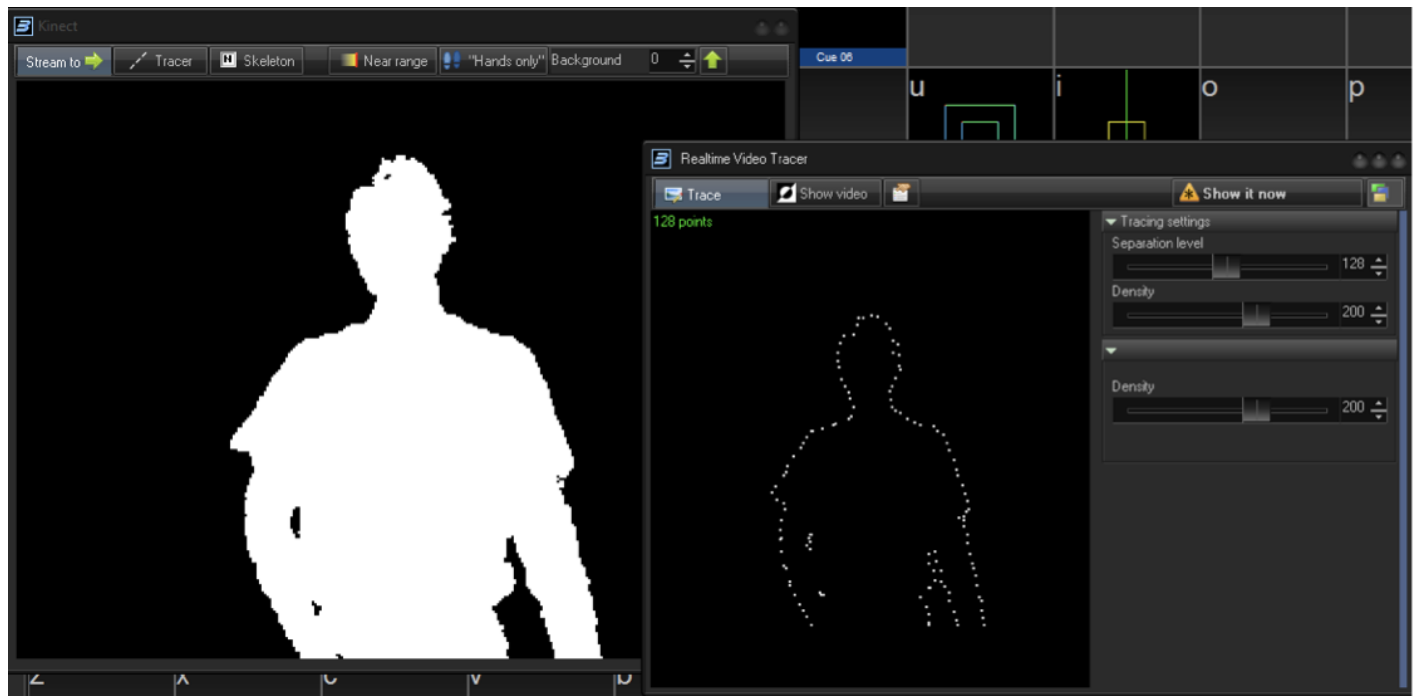 Kinect
Stream to
Tracer
Skeleton
Near range
"Hands only"
Background
0
Cue 06
u
i
o
p
Realtime Video Tracer
Trace
Show video
Show it now
128 points
Tracing settings
Separation level
128
Density
200
Density
200
z
x
c
v
b